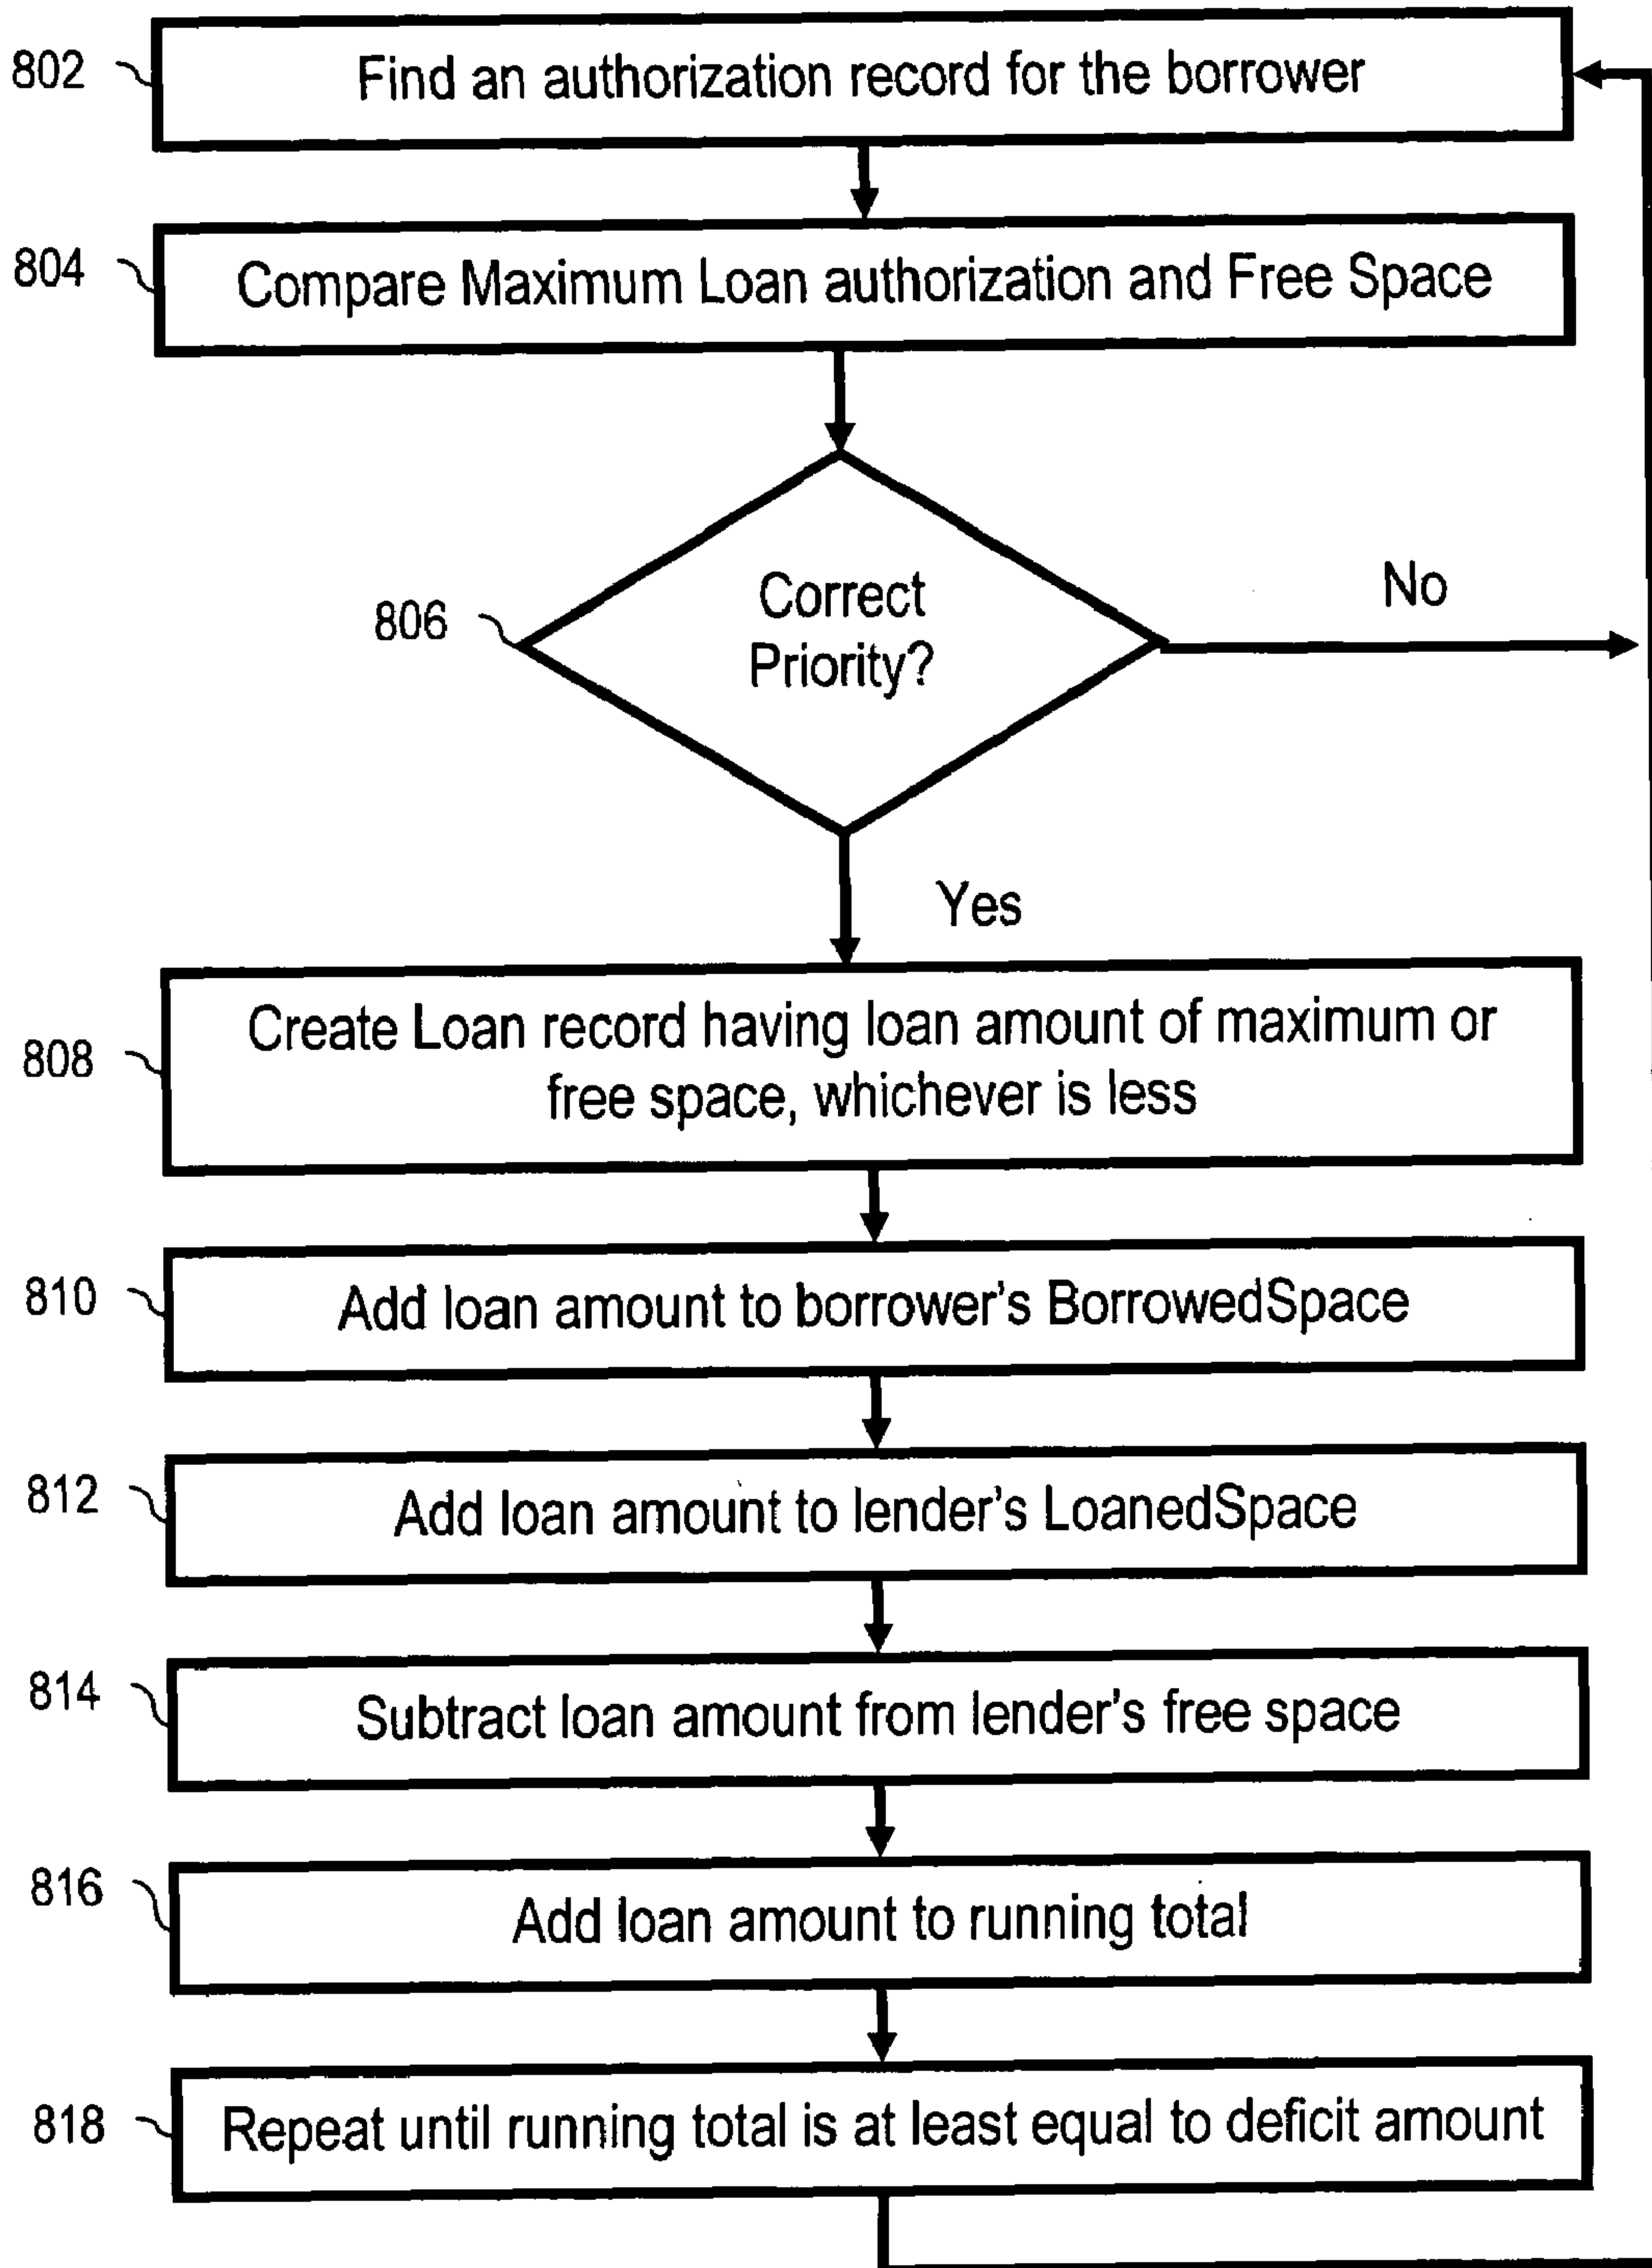 802
Find an authorization record for the borrower
804
Compare Maximum Loan authorization and Free Space
806
Correct
Priority?
No
Yes
808
Create Loan record having loan amount of maximum or
free space, whichever is less
810
Add loan amount to borrower's BorrowedSpace
812
Add loan amount to lender's LoanedSpace
814
Subtract loan amount from lender's free space
816
Add loan amount to running total
818
Repeat until running total is at least equal to deficit amount